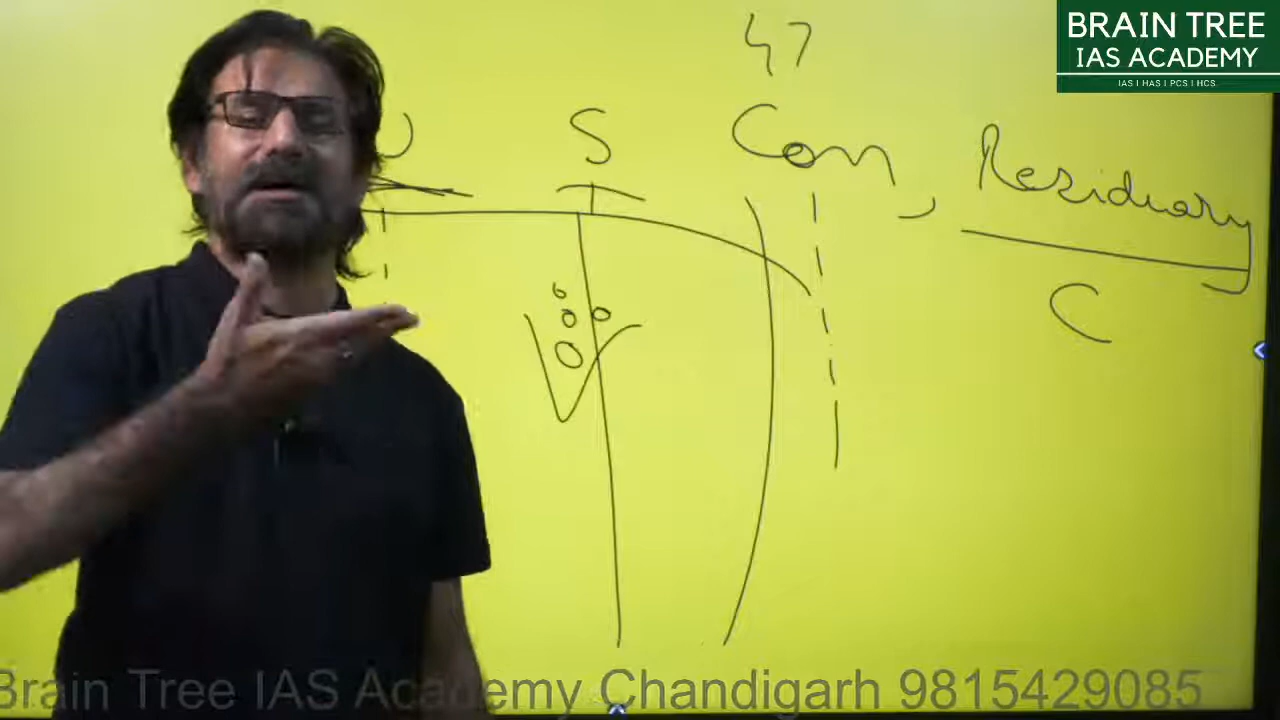 BRAIN TREE
IAS ACADEMY
IAS I HAS I PCS I HCS
47
U S Con, Residuary
C
Brain Tree IAS Academy Chandigarh 9815429085